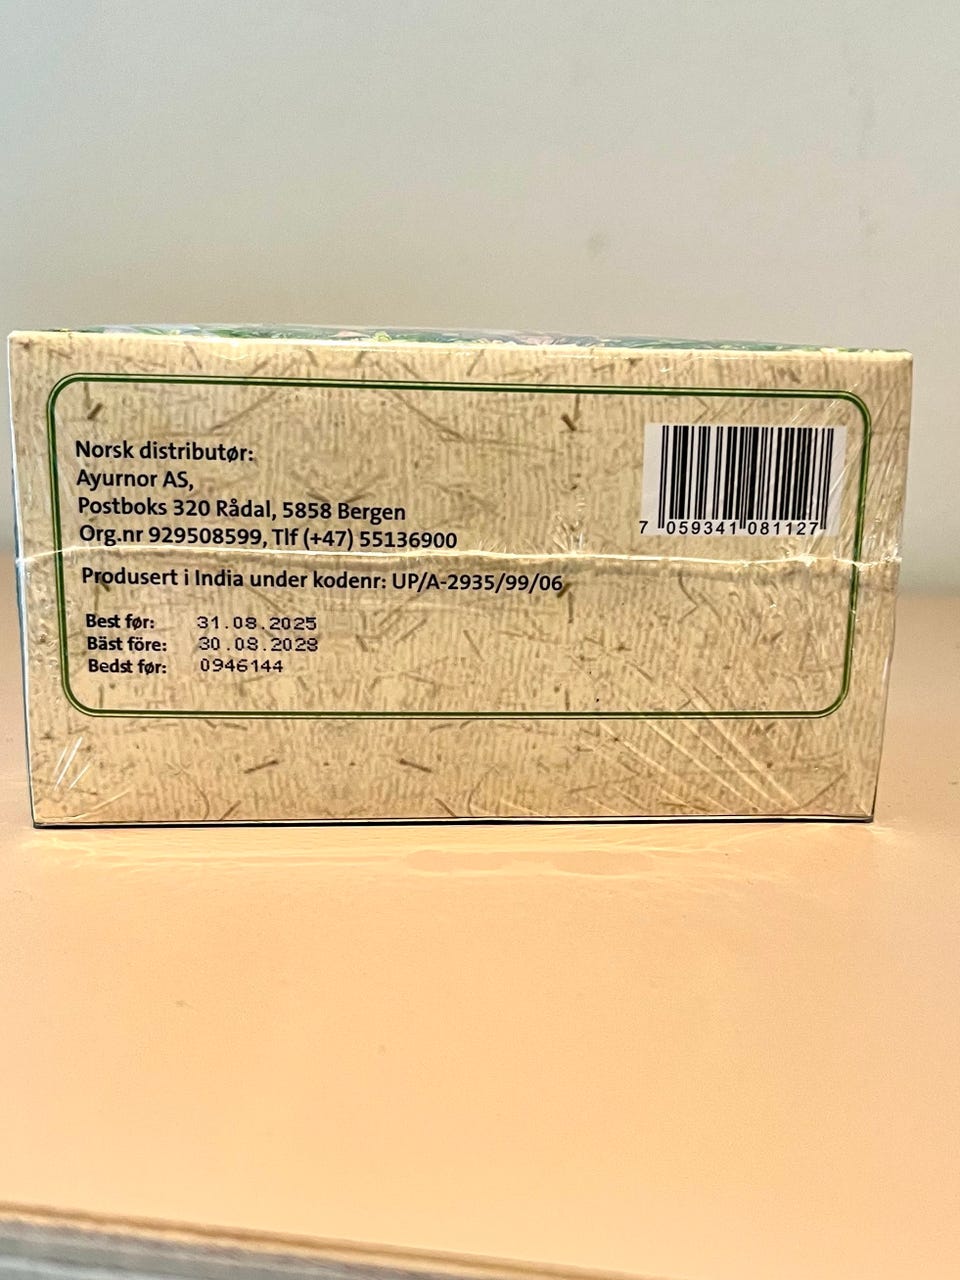 Norsk distributør:
Ayurnor AS,
Postboks 320 Rådal, 5858 Bergen
Org.nr 929508599, Tlf (+47) 55136900
7 059341 081127
Produsert i India under kodenr: UP/A-2935/99/06
Best før: 31.08.2025
Bäst före: 30.08.2028
Bedst før: 0946144